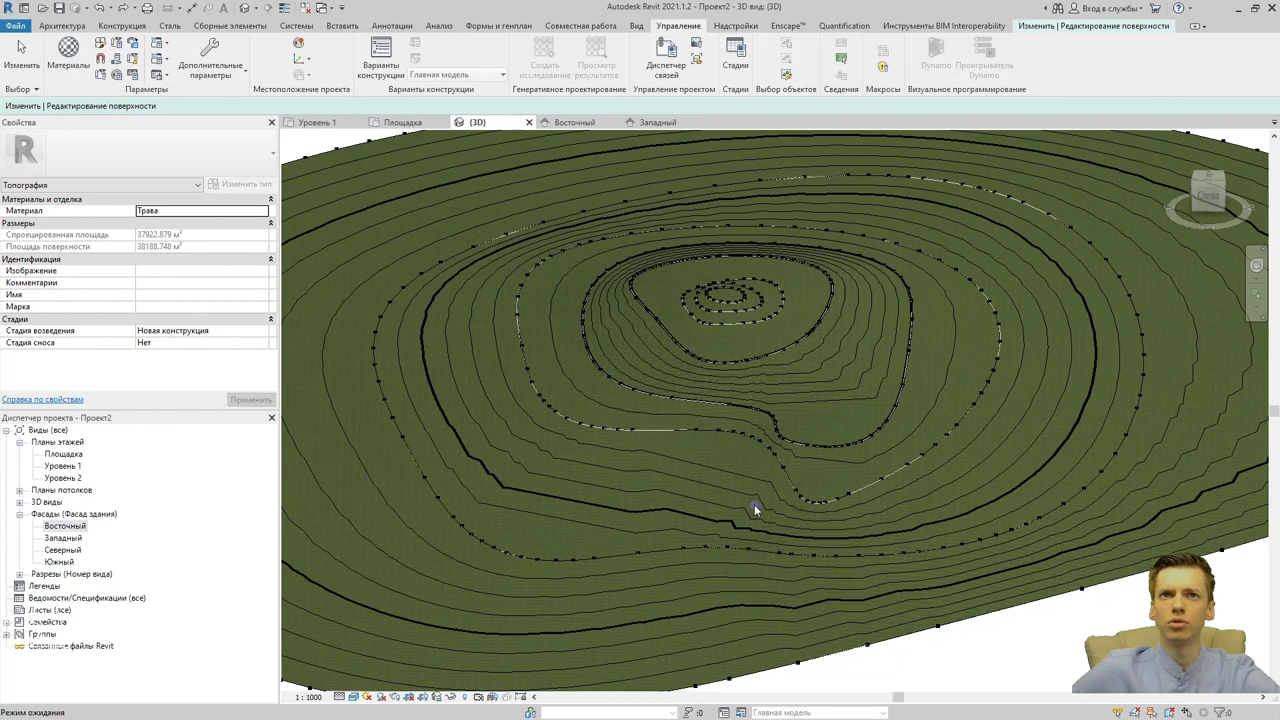 Autodesk Revit 2021.1.2 - Проект2 - 3D вид: {3D}
Вход в службы
Файл Архитектура Конструкция Сталь Сборные элементы Системы Вставить Аннотации Анализ Формы и генплан Совместная работа Вид Управление Надстройки Enscape™ Quantification Инструменты BIM Interoperability Изменить | Редактирование поверхности
Изменить Материалы Дополнительные параметры Варианты конструкции Главная модель Создать исследование Просмотр результатов Диспетчер связей Стадии Dynamo Проигрыватель Dynamo
Выбор Параметры Местоположение проекта Варианты конструкции Генеративное проектирование Управление проектом Стадии Выбор объектов Сведения Макросы Визуальное программирование
Изменить | Редактирование поверхности
Свойства
Уровень 1 Площадка {3D} Восточный Западный
R
Топография
Изменить тип
Материалы и отделка
Материал Трава
Размеры
Спроецированная площадь 37922.879 м²
Площадь поверхности 38188.748 м²
Идентификация
Изображение
Комментарии
Имя
Марка
Стадии
Стадия возведения Новая конструкция
Стадия сноса Нет
Справка по свойствам
Применить
Диспетчер проекта - Проект2
Виды (все)
Планы этажей
Площадка
Уровень 1
Уровень 2
Планы потолков
3D виды
Фасады (Фасад здания)
Восточный
Западный
Северный
Южный
Разрезы (Номер вида)
Легенды
Ведомости/Спецификации (все)
Листы (все)
Семейства
Группы
Связанные файлы Revit
Слева
1 : 1000
Режим ожидания
:0
Главная модель
:0